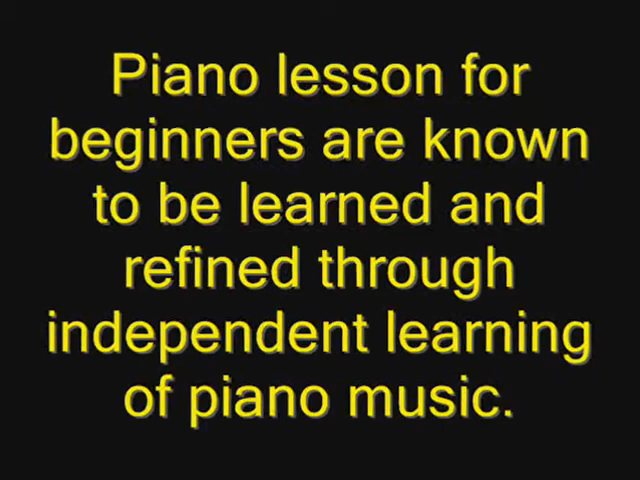 Piano lesson for
beginners are known
to be learned and
refined through
independent learning
of piano music.